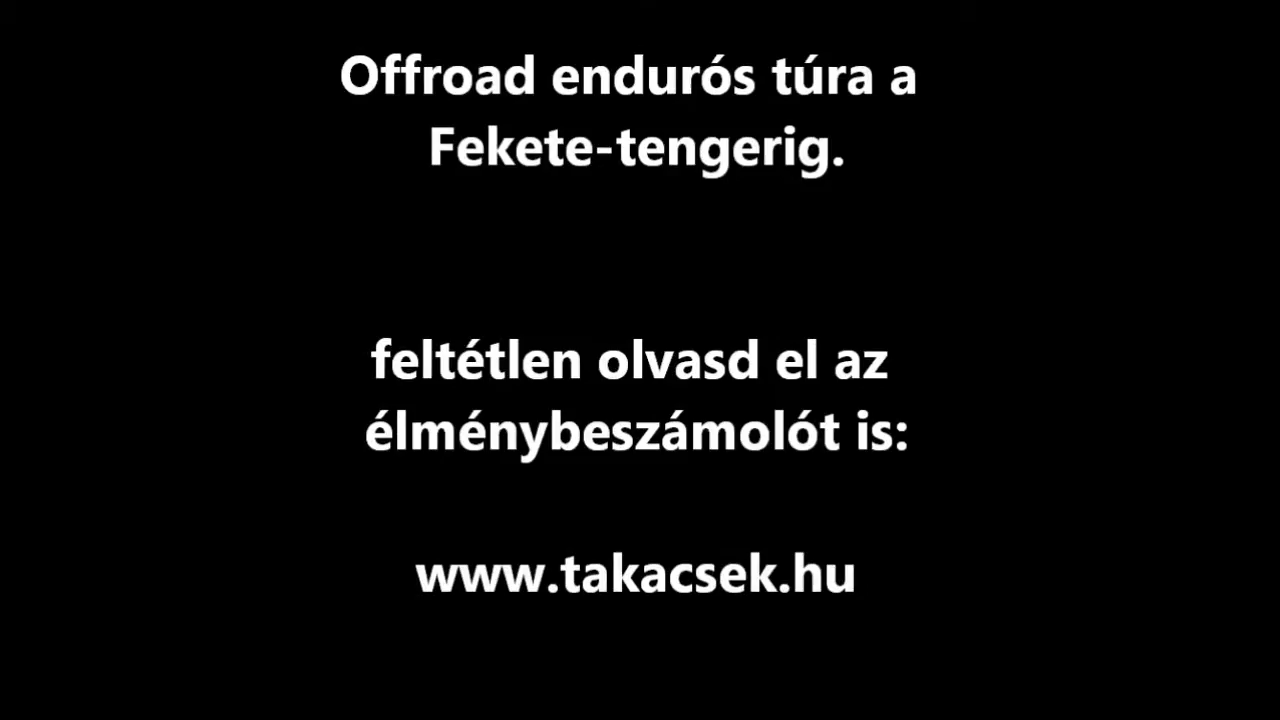 Offroad endurós túra a
Fekete-tengerig.
feltétlen olvasd el az
élménybeszámolót is:
www.takacsek.hu